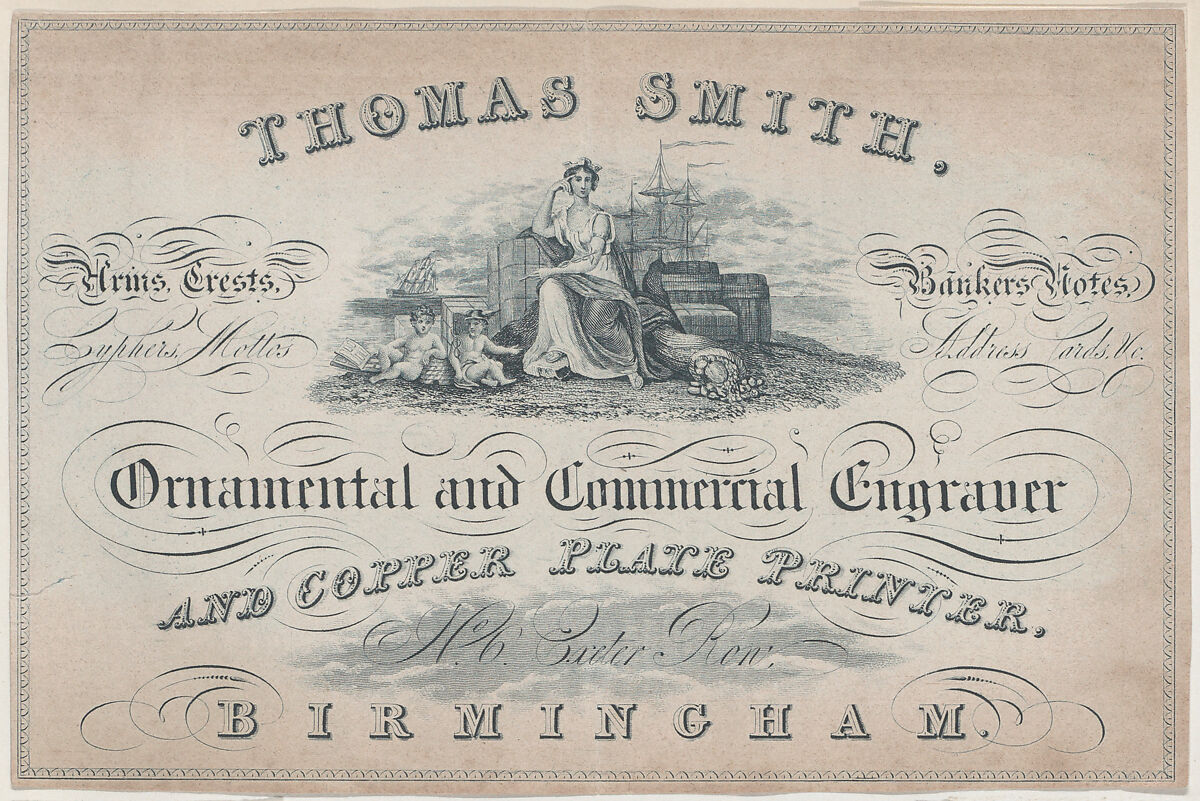 THOMAS SMITH.
Arms, Crests,
Cyphers, Mottos
Bankers Notes,
Address Cards, &c.
Ornamental and Commercial Engraver
AND COPPER PLATE PRINTER,
No. 6. Exeter Row,
BIRMINGHAM.